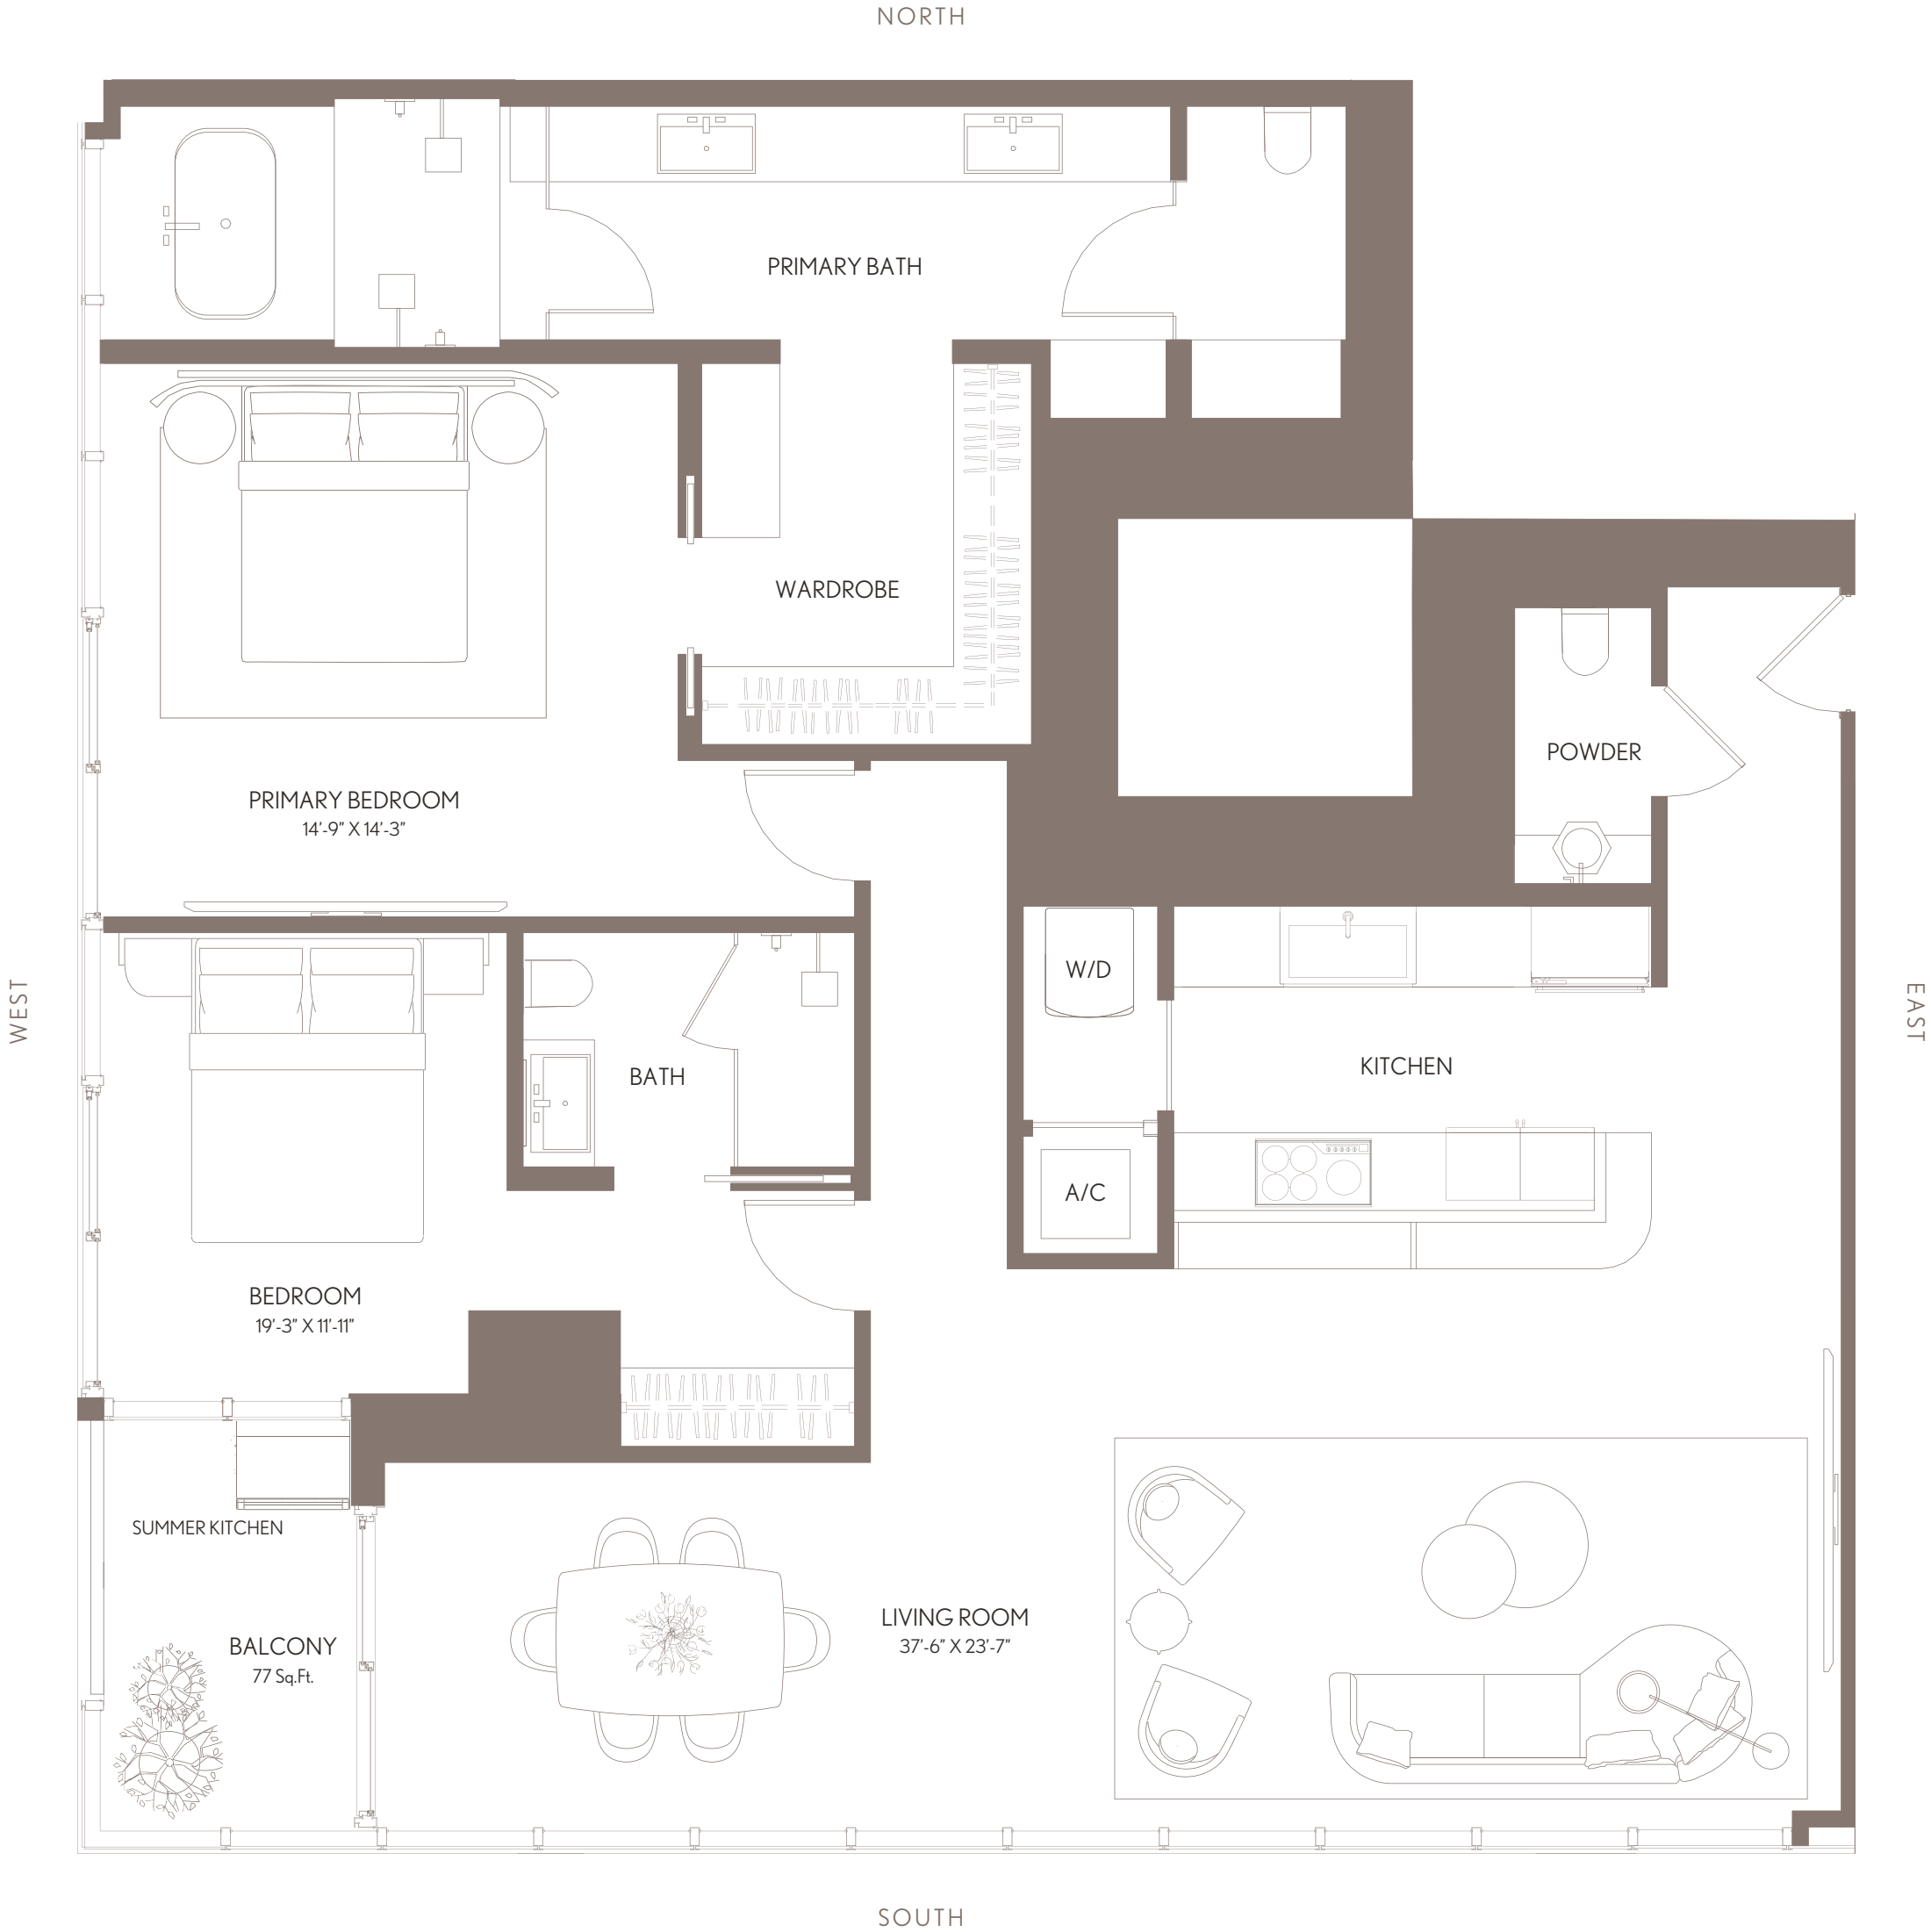 NORTH
PRIMARY BATH
WARDROBE
POWDER
PRIMARY BEDROOM
14'-9” X 14'-3”
W/D
WEST
EAST
KITCHEN
BATH
A/C
BEDROOM
19'-3” X 11'-11”
SUMMER KITCHEN
LIVING ROOM
37'-6” X 23'-7”
BALCONY
77 Sq.Ft.
SOUTH